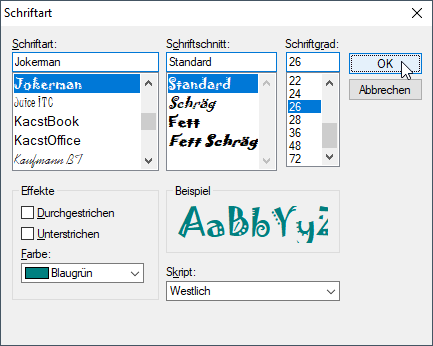 Schriftart
Schriftart:
Jokerman
Jokerman
Juice ITC
KacstBook
KacstOffice
Kaufmann BT
Schriftschnitt:
Standard
Standard
Schräg
Fett
Fett Schräg
Schriftgrad:
26
22
24
26
28
36
48
72
OK
Abbrechen
Effekte
Durchgestrichen
Unterstrichen
Farbe:
Blaugrün
Beispiel
AaBbYyZ
Skript:
Westlich